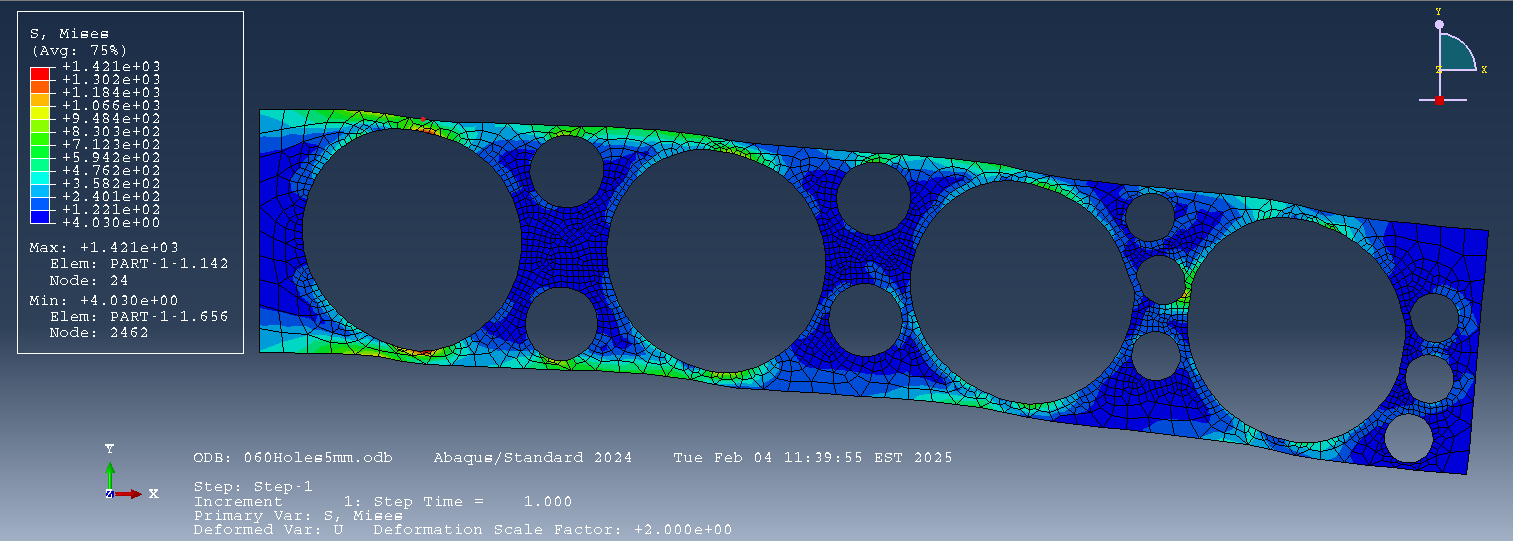 S, Mises
(Avg: 75%)
+1.421e+03
+1.302e+03
+1.184e+03
+1.066e+03
+9.484e+02
+8.303e+02
+7.123e+02
+5.942e+02
+4.762e+02
+3.582e+02
+2.401e+02
+1.221e+02
+4.030e+00
Max: +1.421e+03
Elem: PART-1-1.142
Node: 24
Min: +4.030e+00
Elem: PART-1-1.656
Node: 2462
Y
Z X
Y
Z X
ODB: 060Holes5mm.odb Abaqus/Standard 2024 Tue Feb 04 11:39:55 EST 2025
Step: Step-1
Increment 1: Step Time = 1.000
Primary Var: S, Mises
Deformed Var: U Deformation Scale Factor: +2.000e+00